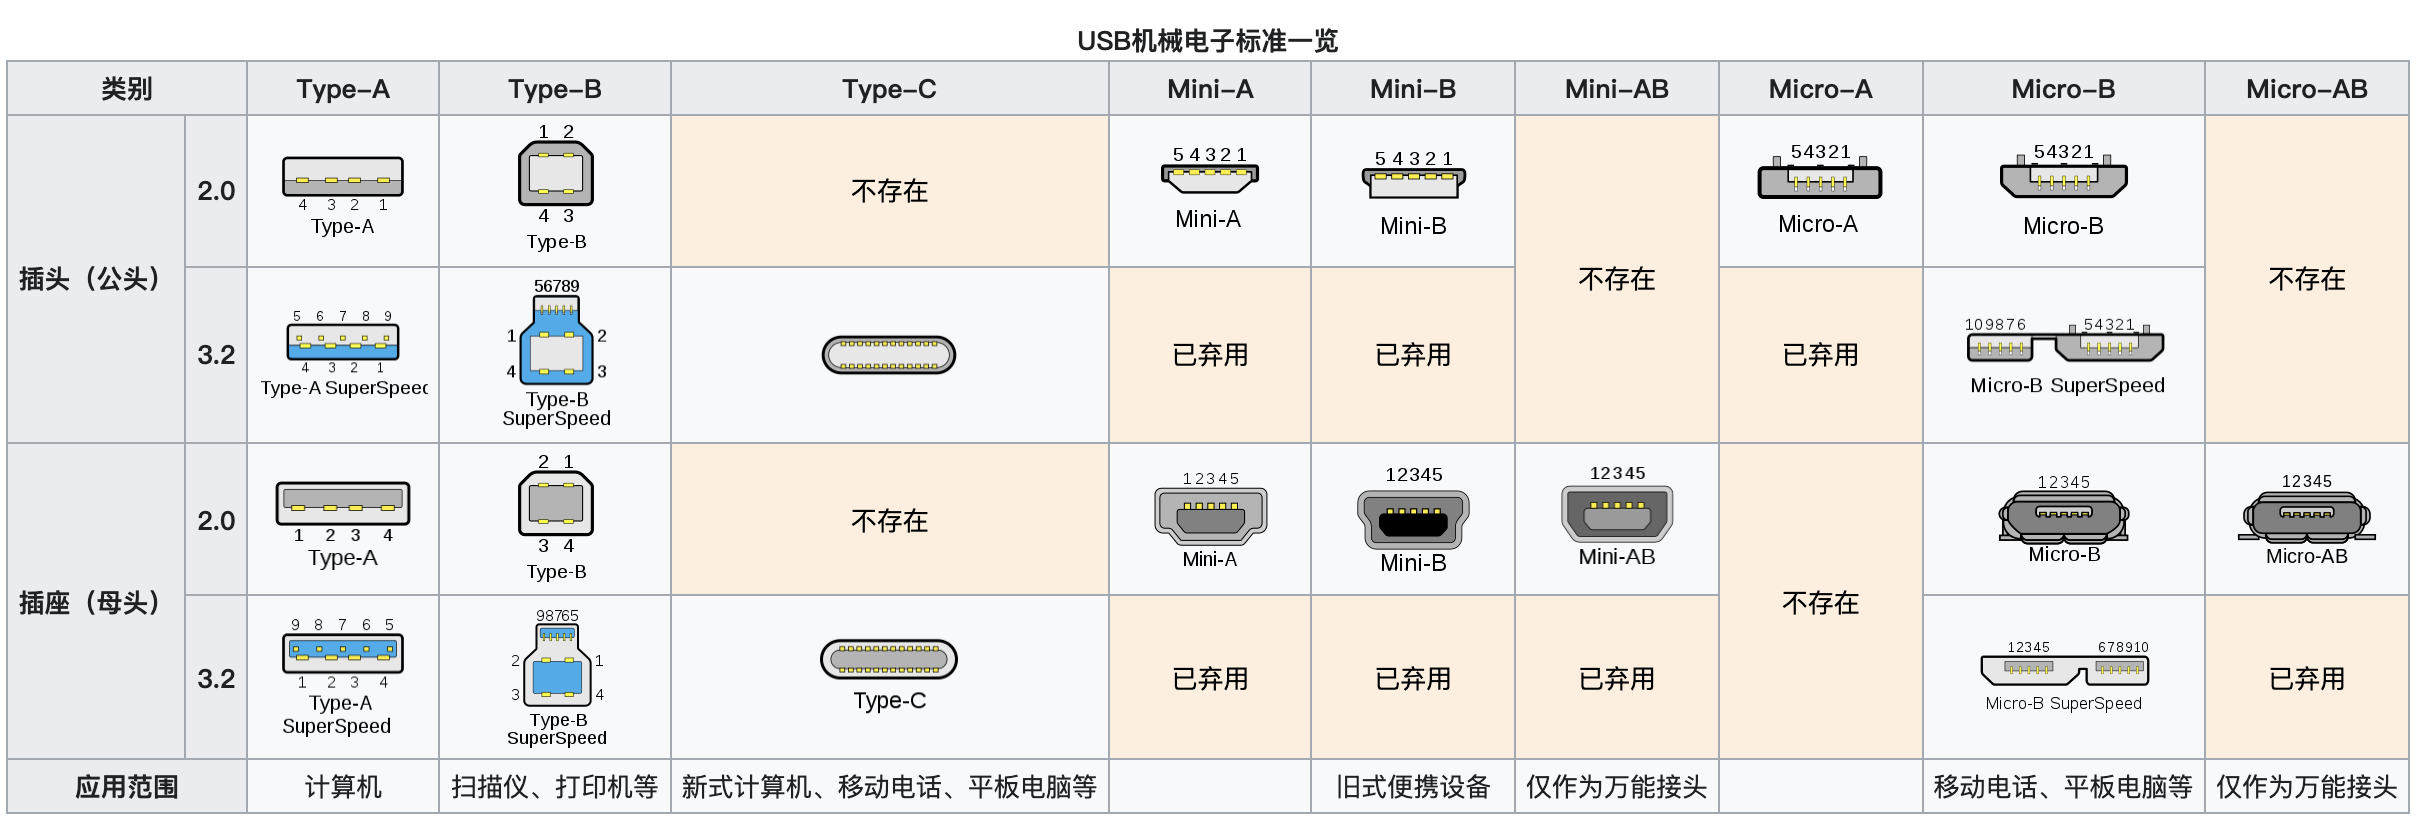 USB机械电子标准一览
类别 Type-A Type-B Type-C Mini-A Mini-B Mini-AB Micro-A Micro-B Micro-AB
插头（公头）
2.0
4 3 2 1
Type-A
1 2
4 3
Type-B
不存在
5 4 3 2 1
Mini-A
5 4 3 2 1
Mini-B
不存在
54321
Micro-A
54321
Micro-B
不存在
3.2
5 6 7 8 9
4 3 2 1
Type-A SuperSpeed
56789
1 2
4 3
Type-B
SuperSpeed
已弃用
已弃用
已弃用
109876 54321
Micro-B SuperSpeed
插座（母头）
2.0
1 2 3 4
Type-A
2 1
3 4
Type-B
不存在
12345
Mini-A
12345
Mini-B
12345
Mini-AB
不存在
12345
Micro-B
12345
Micro-AB
3.2
9 8 7 6 5
1 2 3 4
Type-A
SuperSpeed
98765
2 1
3 4
Type-B
SuperSpeed
Type-C
已弃用
已弃用
已弃用
12345 678910
Micro-B SuperSpeed
已弃用
应用范围 计算机 扫描仪、打印机等 新式计算机、移动电话、平板电脑等 旧式便携设备 仅作为万能接头 移动电话、平板电脑等 仅作为万能接头